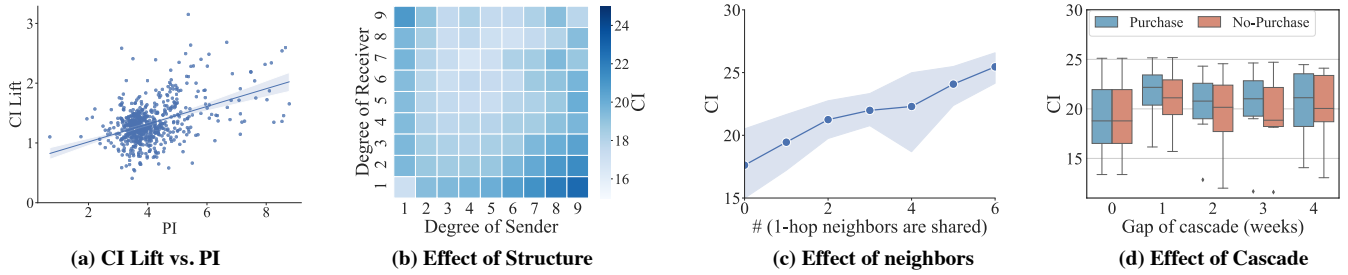 3
2
1
0
CI Lift
2
4
6
8
PI
(a) CI Lift vs. PI
9
8
7
6
5
4
3
2
1
Degree of Receiver
1 2 3 4 5 6 7 8 9
Degree of Sender
24
22
20
18
16
CI
(b) Effect of Structure
30
25
20
15
CI
0
2
4
6
# (1-hop neighbors are shared)
(c) Effect of neighbors
Purchase
No-Purchase
30
25
20
15
CI
0
1
2
3
4
Gap of cascade (weeks)
(d) Effect of Cascade